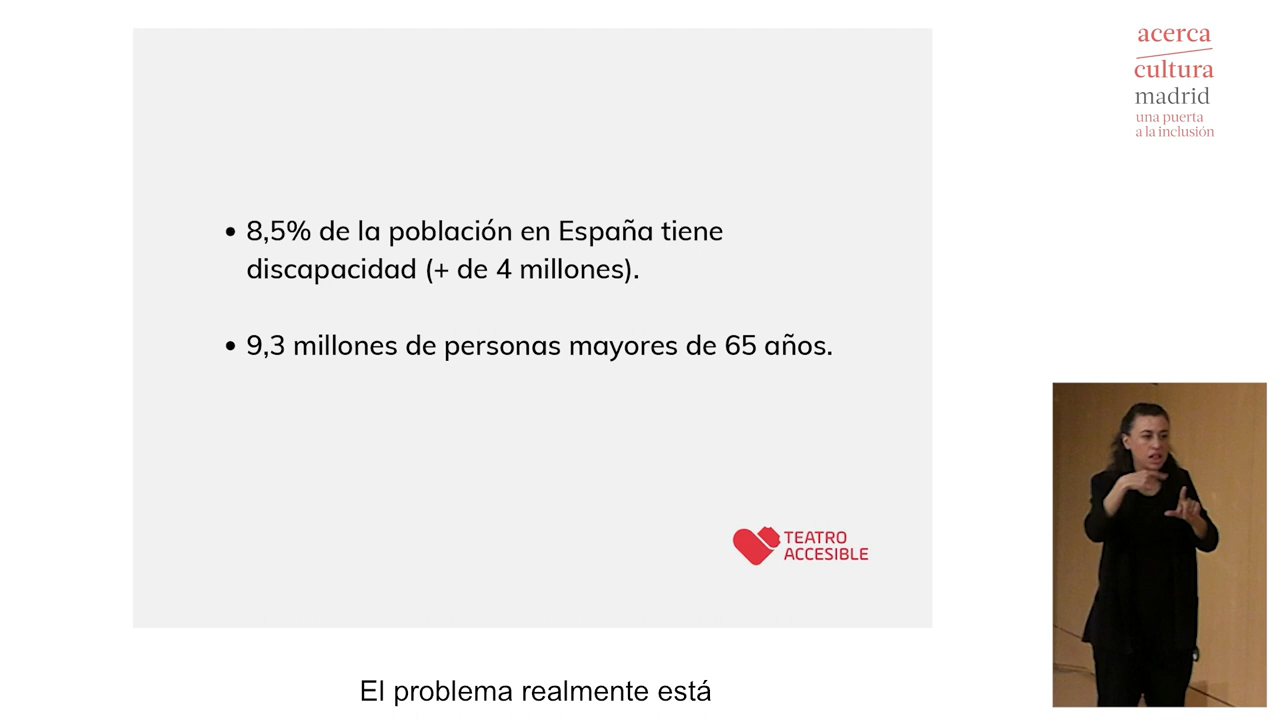 acerca
cultura
madrid
una puerta
a la inclusión
• 8,5% de la población en España tiene
discapacidad (+ de 4 millones).
• 9,3 millones de personas mayores de 65 años.
TEATRO
ACCESIBLE
El problema realmente está